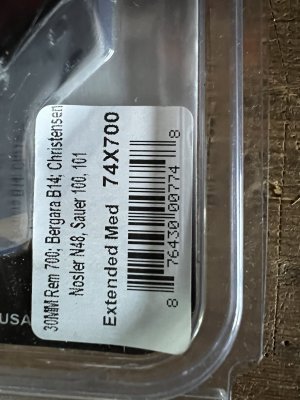 30MM Rem 700; Bergara B14; Christensen
Nosler N48, Sauer 100, 101
Extended Med 74X700
8 76430 00774 8
USA